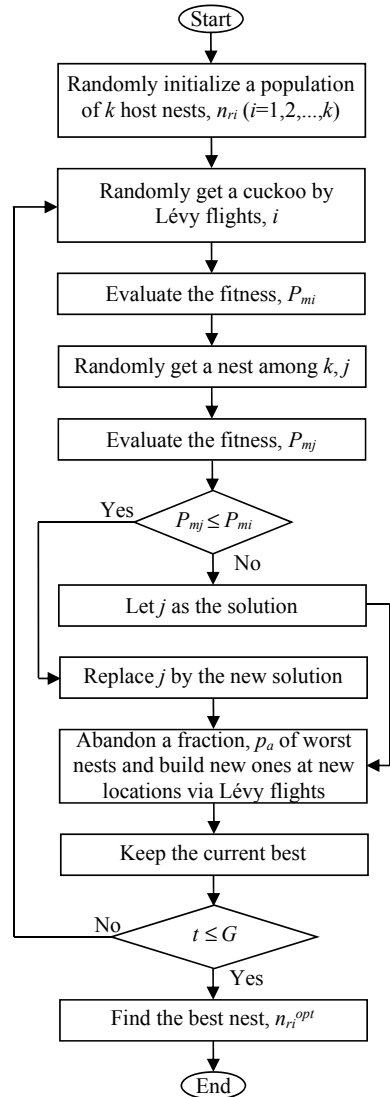 Start
Randomly initialize a population
of k host nests, nri (i=1,2,...,k)
Randomly get a cuckoo by
Lévy flights, i
Evaluate the fitness, Pmi
Randomly get a nest among k, j
Evaluate the fitness, Pmj
Yes
Pmj ≤ Pmi
No
Let j as the solution
Replace j by the new solution
Abandon a fraction, pa of worst
nests and build new ones at new
locations via Lévy flights
Keep the current best
No
t ≤ G
Yes
Find the best nest, nri^opt
End